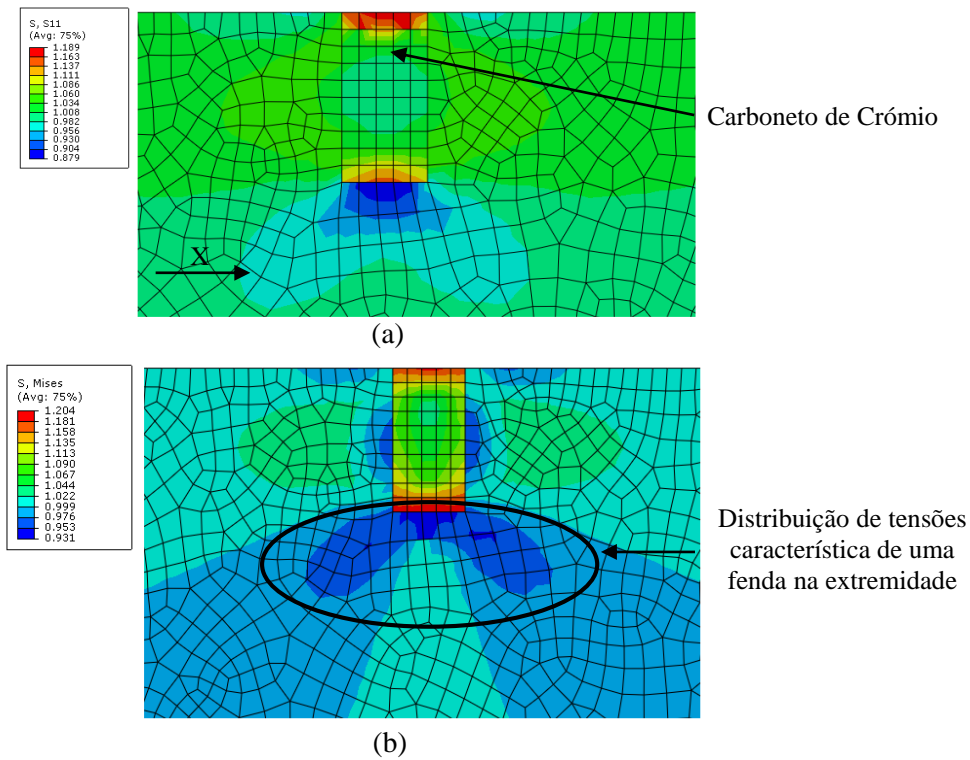 S, S11
(Avg: 75%)
1.189
1.163
1.137
1.111
1.086
1.060
1.034
1.008
0.982
0.956
0.930
0.904
0.879
Carboneto de Crómio
X
(a)
S, Mises
(Avg: 75%)
1.204
1.181
1.158
1.135
1.113
1.090
1.067
1.044
1.022
0.999
0.976
0.953
0.931
Distribuição de tensões
característica de uma
fenda na extremidade
(b)